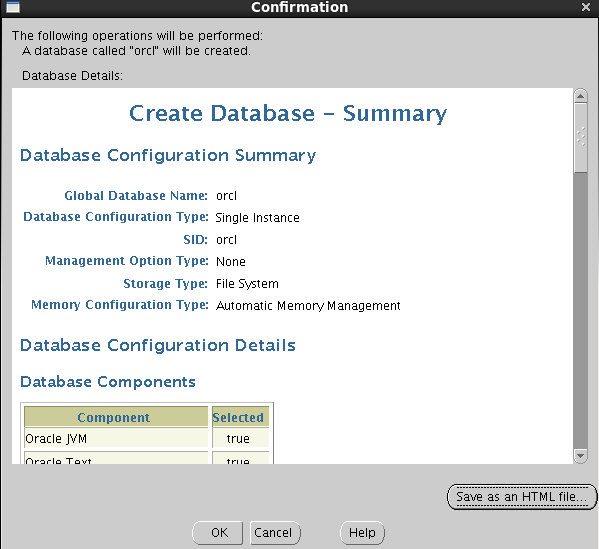 Confirmation
The following operations will be performed:
A database called "orcl" will be created.
Database Details:
Create Database – Summary
Database Configuration Summary
Global Database Name: orcl
Database Configuration Type: Single Instance
SID: orcl
Management Option Type: None
Storage Type: File System
Memory Configuration Type: Automatic Memory Management
Database Configuration Details
Database Components
Component Selected
Oracle JVM true
Oracle Text true
Save as an HTML file...
OK Cancel Help